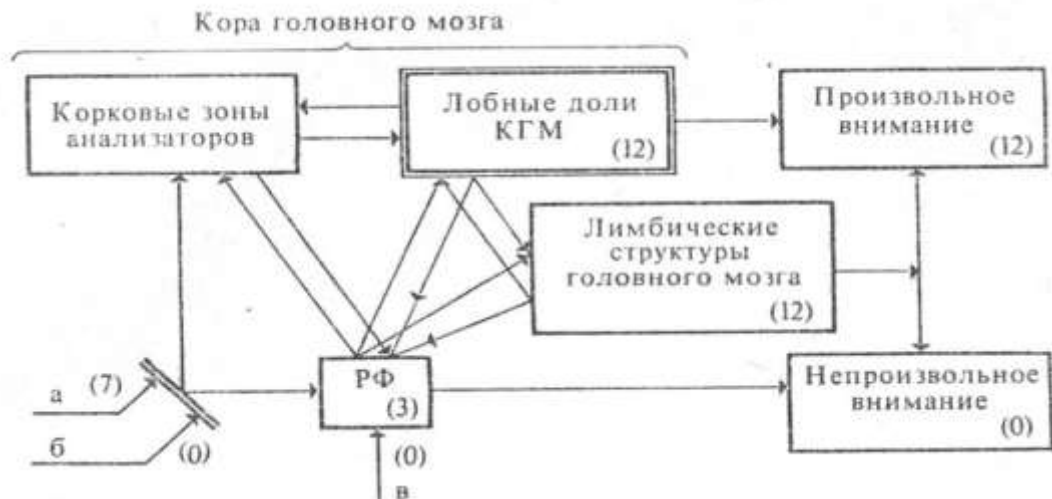 Кора головного мозга
Корковые зоны
анализаторов
Лобные доли
КГМ
(12)
Произвольное
внимание
(12)
Лимбические
структуры
головного мозга
(12)
а
(7)
б
(0)
РФ
(3)
(0)
в
Непроизвольное
внимание
(0)